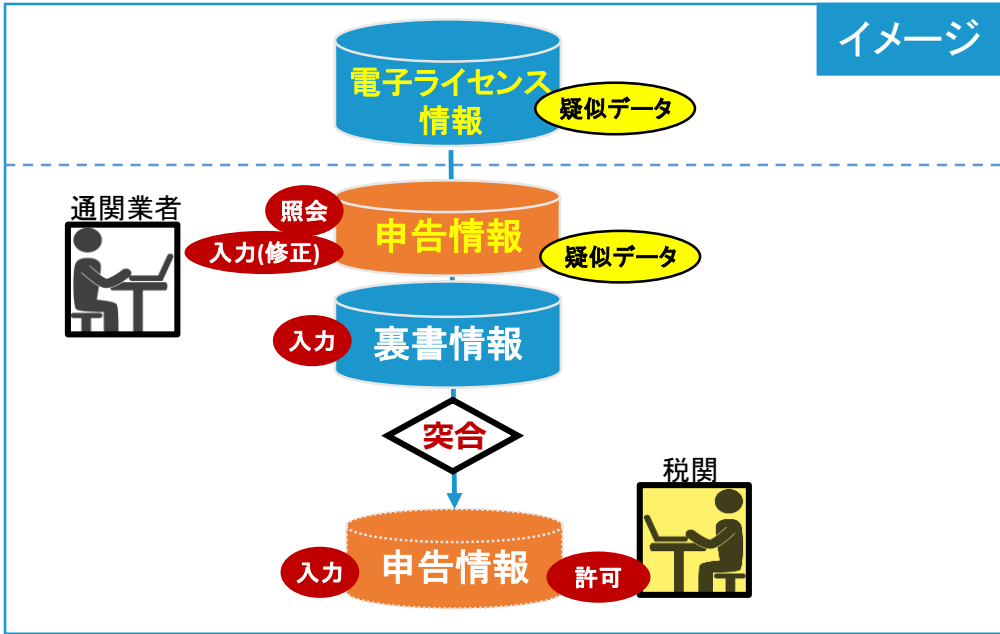 イメージ
電子ライセンス
情報
疑似データ
通関業者
照会
入力(修正)
申告情報
疑似データ
入力
裏書情報
突合
税関
入力
申告情報
許可